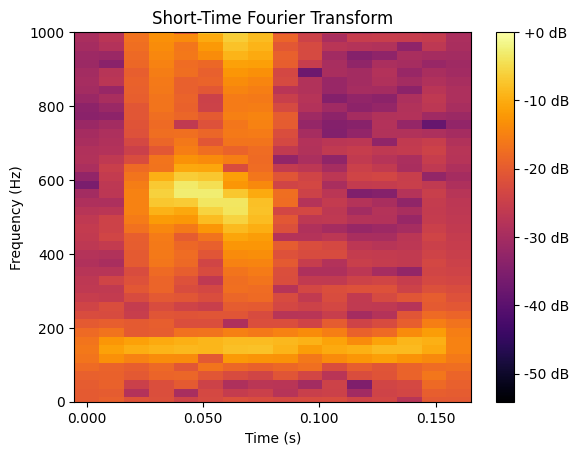 Short-Time Fourier Transform
Frequency (Hz)
1000
800
600
400
200
0
0.000
0.050
0.100
0.150
Time (s)
+0 dB
-10 dB
-20 dB
-30 dB
-40 dB
-50 dB